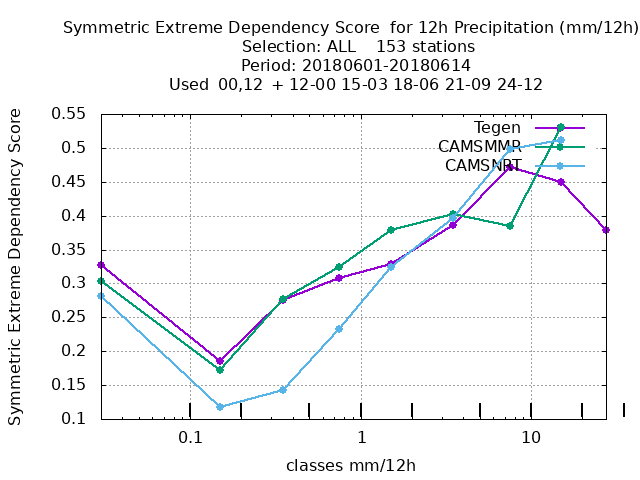 Symmetric Extreme Dependency Score  for 12h Precipitation (mm/12h)
Selection: ALL    153 stations
Period: 20180601-20180614
Used  00,12  + 12-00 15-03 18-06 21-09 24-12
Symmetric Extreme Dependency Score
0.55
0.5
0.45
0.4
0.35
0.3
0.25
0.2
0.15
0.1
Tegen
CAMSMMR
CAMSNRT
0.1 1 10
classes mm/12h